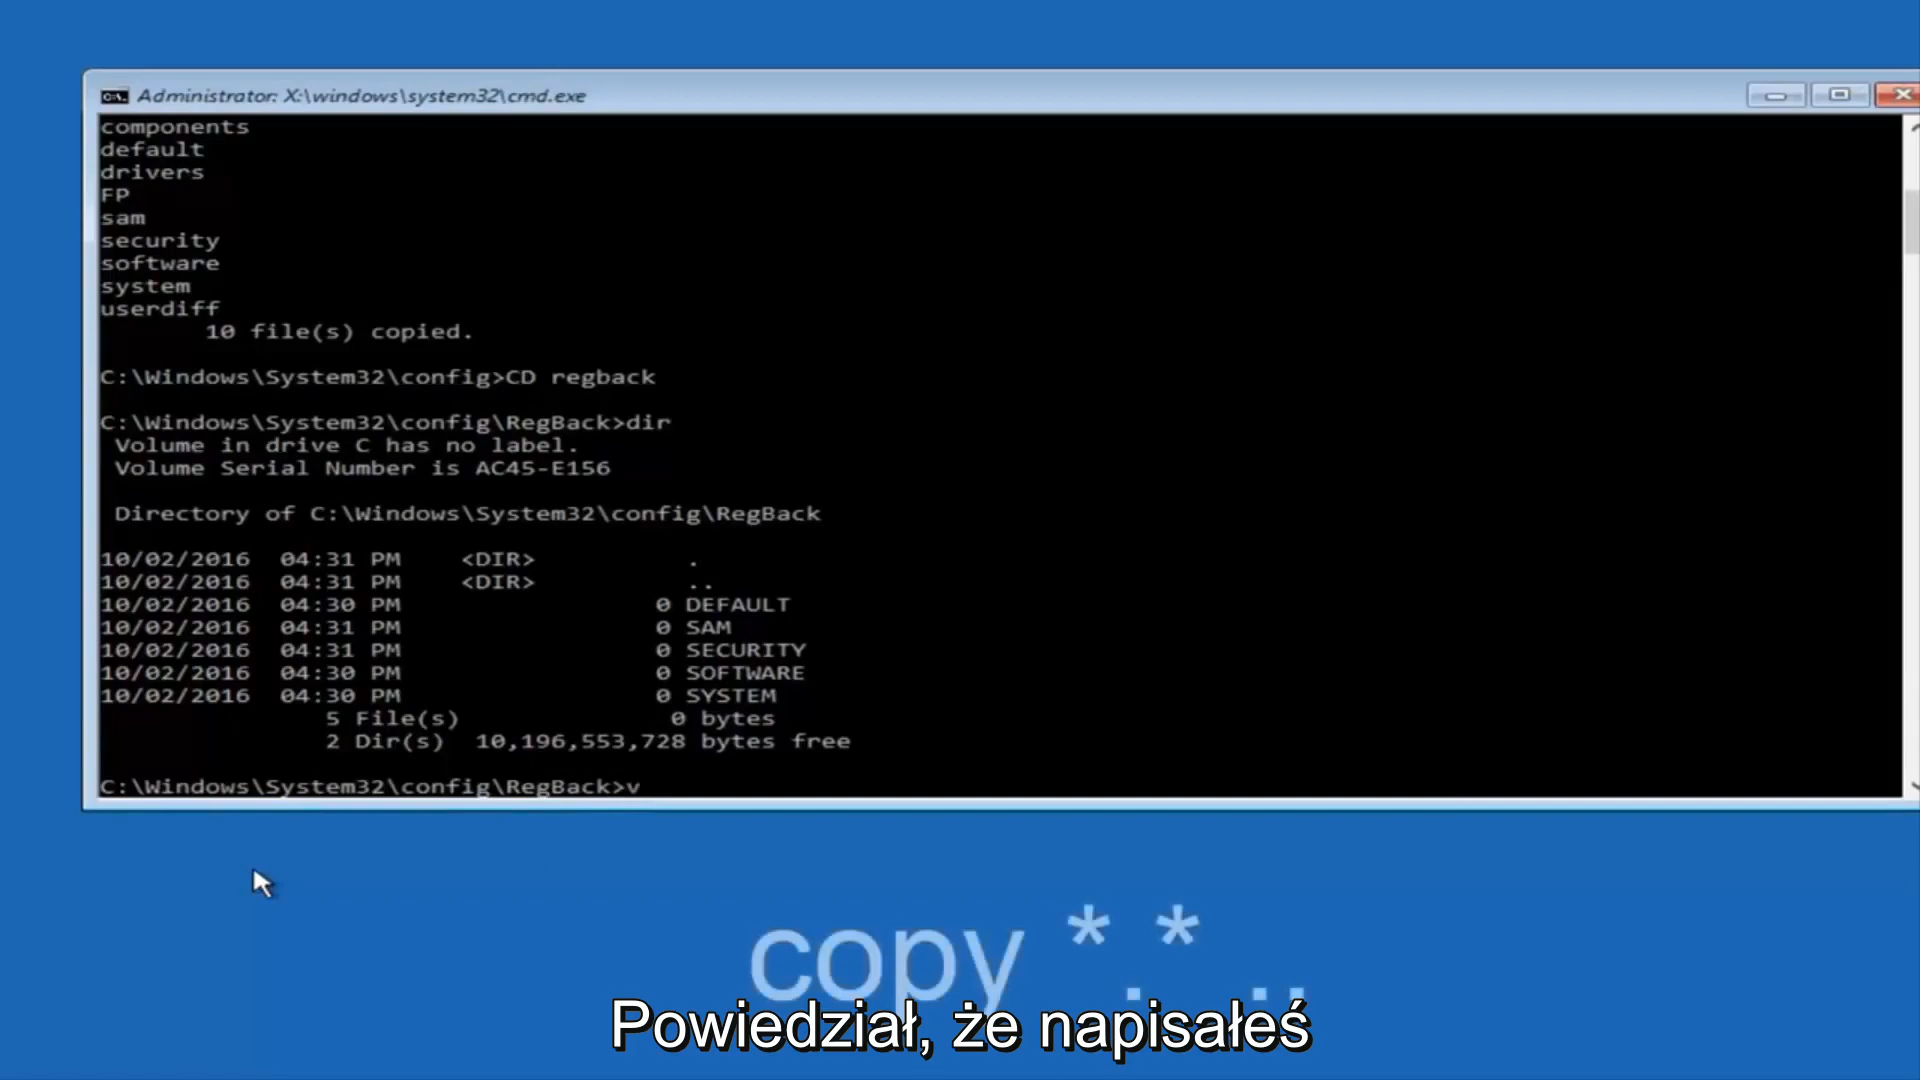 Administrator: X:\windows\system32\cmd.exe
components
default
drivers
FP
sam
security
software
system
userdiff
10 file(s) copied.
C:\Windows\System32\config>CD regback
C:\Windows\System32\config\RegBack>dir
Volume in drive C has no label.
Volume Serial Number is AC45-E156
Directory of C:\Windows\System32\config\RegBack
10/02/2016 04:31 PM <DIR> .
10/02/2016 04:31 PM <DIR> ..
10/02/2016 04:30 PM 0 DEFAULT
10/02/2016 04:31 PM 0 SAM
10/02/2016 04:31 PM 0 SECURITY
10/02/2016 04:30 PM 0 SOFTWARE
10/02/2016 04:30 PM 0 SYSTEM
5 File(s) 0 bytes
2 Dir(s) 10,196,553,728 bytes free
C:\Windows\System32\config\RegBack>v
copy *.* ..
Powiedział, że napisałeś